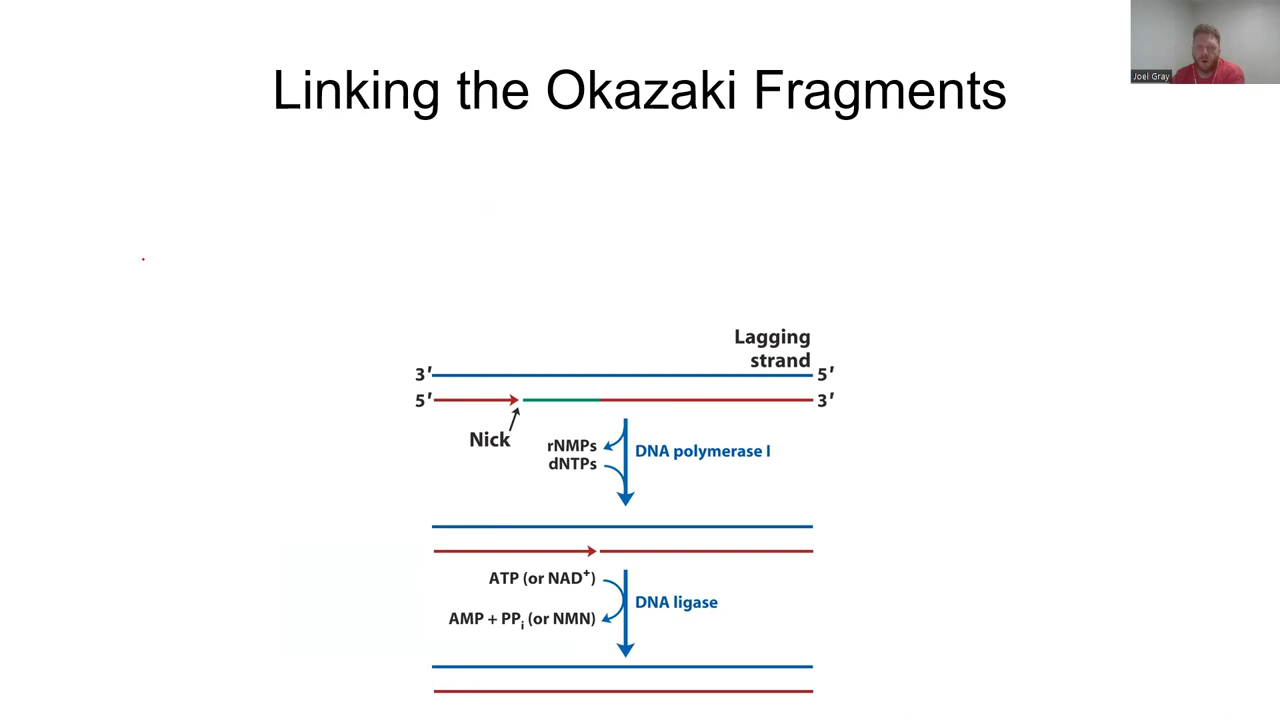 Joel Gray
Linking the Okazaki Fragments
Lagging
strand
3′ 5′
5′ 3′
Nick
rNMPs
dNTPs
DNA polymerase I
ATP (or NAD⁺)
DNA ligase
AMP + PPᵢ (or NMN)